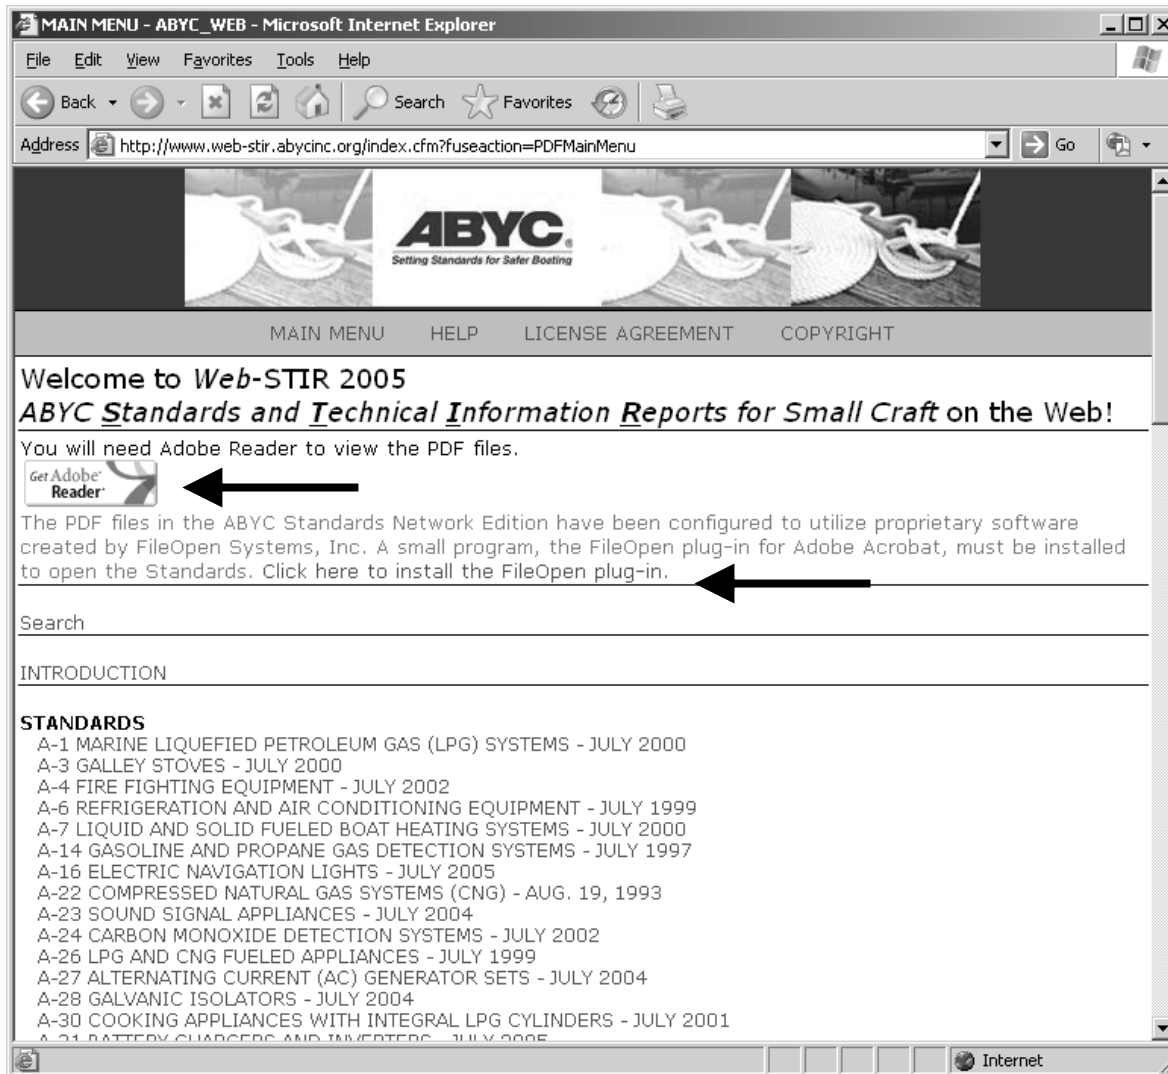 MAIN MENU - ABYC_WEB - Microsoft Internet Explorer
File Edit View Favorites Tools Help
Back Search Favorites
Address http://www.web-stir.abycinc.org/index.cfm?fuseaction=PDFMainMenu Go
ABYC®
Setting Standards for Safer Boating
MAIN MENU HELP LICENSE AGREEMENT COPYRIGHT
Welcome to Web-STIR 2005
ABYC Standards and Technical Information Reports for Small Craft on the Web!
You will need Adobe Reader to view the PDF files.
Get Adobe®
Reader®
The PDF files in the ABYC Standards Network Edition have been configured to utilize proprietary software
created by FileOpen Systems, Inc. A small program, the FileOpen plug-in for Adobe Acrobat, must be installed
to open the Standards. Click here to install the FileOpen plug-in.
Search
INTRODUCTION
STANDARDS
A-1 MARINE LIQUEFIED PETROLEUM GAS (LPG) SYSTEMS - JULY 2000
A-3 GALLEY STOVES - JULY 2000
A-4 FIRE FIGHTING EQUIPMENT - JULY 2002
A-6 REFRIGERATION AND AIR CONDITIONING EQUIPMENT - JULY 1999
A-7 LIQUID AND SOLID FUELED BOAT HEATING SYSTEMS - JULY 2000
A-14 GASOLINE AND PROPANE GAS DETECTION SYSTEMS - JULY 1997
A-16 ELECTRIC NAVIGATION LIGHTS - JULY 2005
A-22 COMPRESSED NATURAL GAS SYSTEMS (CNG) - AUG. 19, 1993
A-23 SOUND SIGNAL APPLIANCES - JULY 2004
A-24 CARBON MONOXIDE DETECTION SYSTEMS - JULY 2002
A-26 LPG AND CNG FUELED APPLIANCES - JULY 1999
A-27 ALTERNATING CURRENT (AC) GENERATOR SETS - JULY 2004
A-28 GALVANIC ISOLATORS - JULY 2004
A-30 COOKING APPLIANCES WITH INTEGRAL LPG CYLINDERS - JULY 2001
A-31 BATTERY CHARGERS AND INVERTERS - JULY 2005
Internet